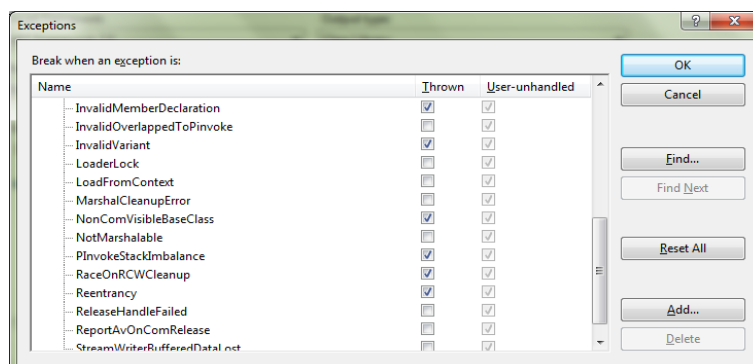 Exceptions
Break when an exception is:
OK
Name Thrown User-unhandled
Cancel
InvalidMemberDeclaration
InvalidOverlappedToPinvoke
InvalidVariant
Find...
LoaderLock
LoadFromContext
Find Next
MarshalCleanupError
NonComVisibleBaseClass
NotMarshalable
Reset All
PInvokeStackImbalance
RaceOnRCWCleanup
Reentrancy
Add...
ReleaseHandleFailed
ReportAvOnComRelease
Delete
StreamWriterBufferedDataLost